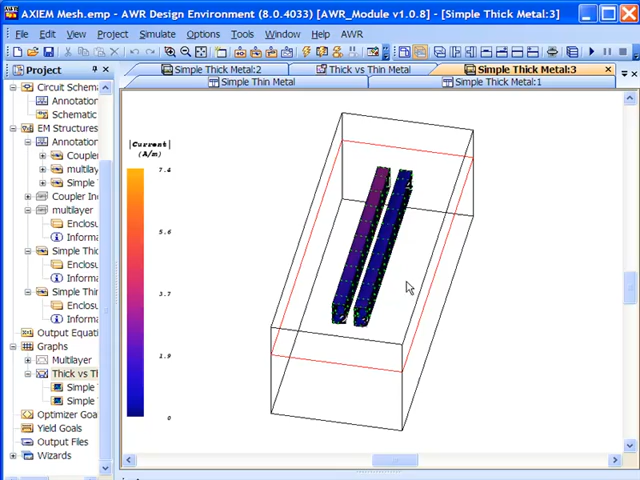 AXIEM Mesh.emp - AWR Design Environment (8.0.4033) [AWR_Module v1.0.8] - [Simple Thick Metal:3]
File Edit View Draw Project Simulate Options Tools Window Help AWR
Project
Simple Thick Metal:2
Thick vs Thin Metal
Simple Thick Metal:3
Simple Thin Metal
Simple Thick Metal:1
Circuit Schema
Annotation
Schematic
EM Structures
Annotation
Coupler
multilay
Simple T
Coupler In
multilayer
Enclosu
Informa
Simple Thic
Enclosu
Informa
Simple Thin
Enclosu
Informa
Output Equatio
Graphs
Multilayer
Thick vs Th
Simple
Simple
Optimizer Goa
Yield Goals
Output Files
Wizards
|Current|
(A/m)
7.4
5.6
3.7
1.9
0